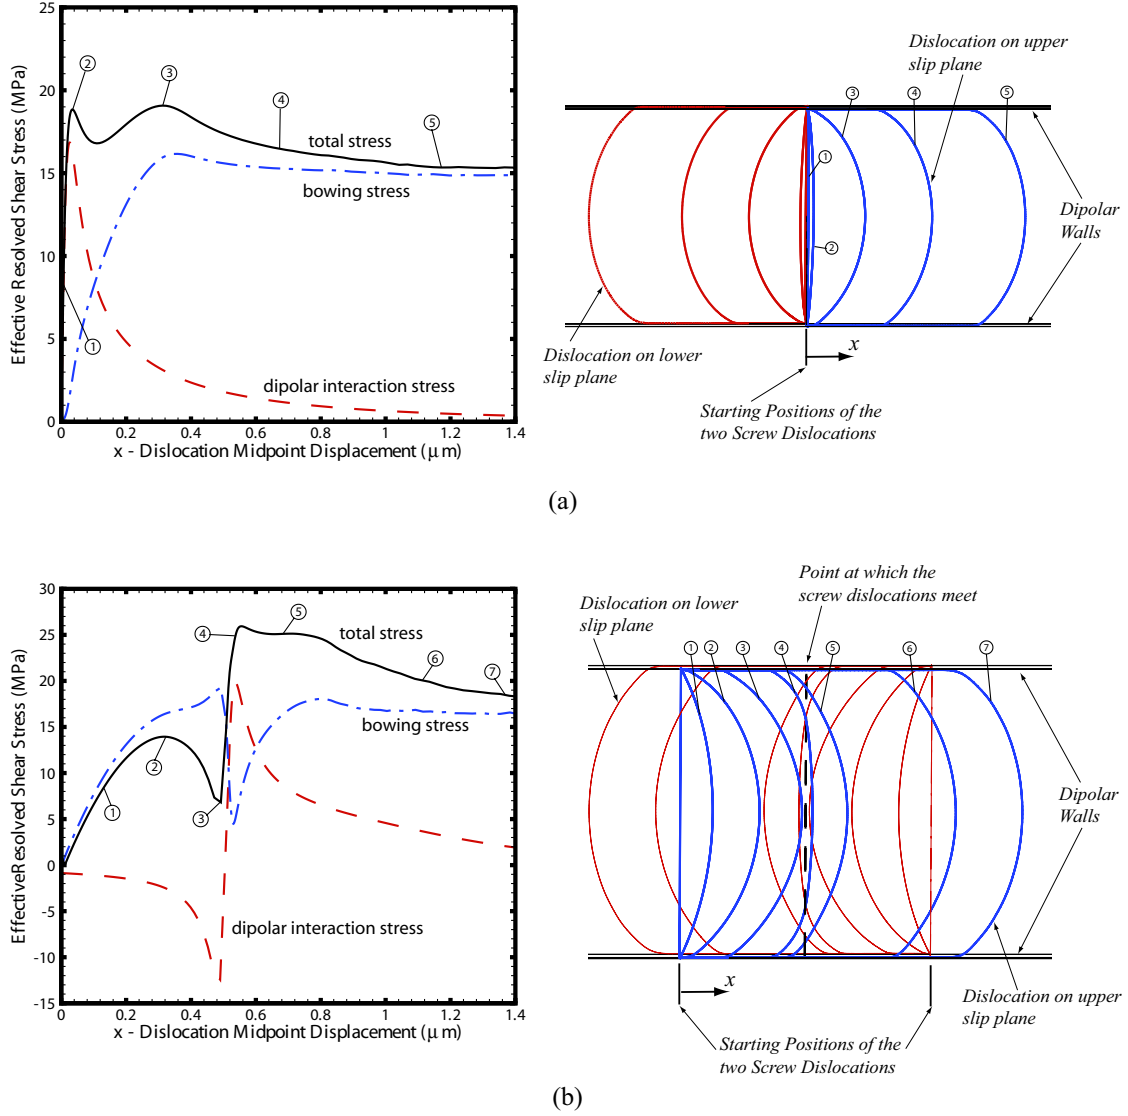 25
20
15
10
5
0
Effective Resolved Shear Stress (MPa)
②
③
④
⑤
①
total stress
bowing stress
dipolar interaction stress
0 0.2 0.4 0.6 0.8 1 1.2 1.4
x - Dislocation Midpoint Displacement (μm)
Dislocation on upper
slip plane
③ ④ ⑤
①
②
Dipolar
Walls
Dislocation on lower
slip plane
x
Starting Positions of the
two Screw Dislocations
(a)
30
25
20
15
10
5
0
-5
-10
-15
EffectiveResolved Shear Stress (MPa)
④
⑤
⑥
⑦
②
①
③
total stress
bowing stress
dipolar interaction stress
0 0.2 0.4 0.6 0.8 1 1.2 1.4
x - Dislocation Midpoint Displacement (μm)
Point at which the
screw dislocations meet
Dislocation on lower
slip plane
① ② ③ ④ ⑤ ⑥ ⑦
Dipolar
Walls
x
Dislocation on upper
slip plane
Starting Positions of the
two Screw Dislocations
(b)